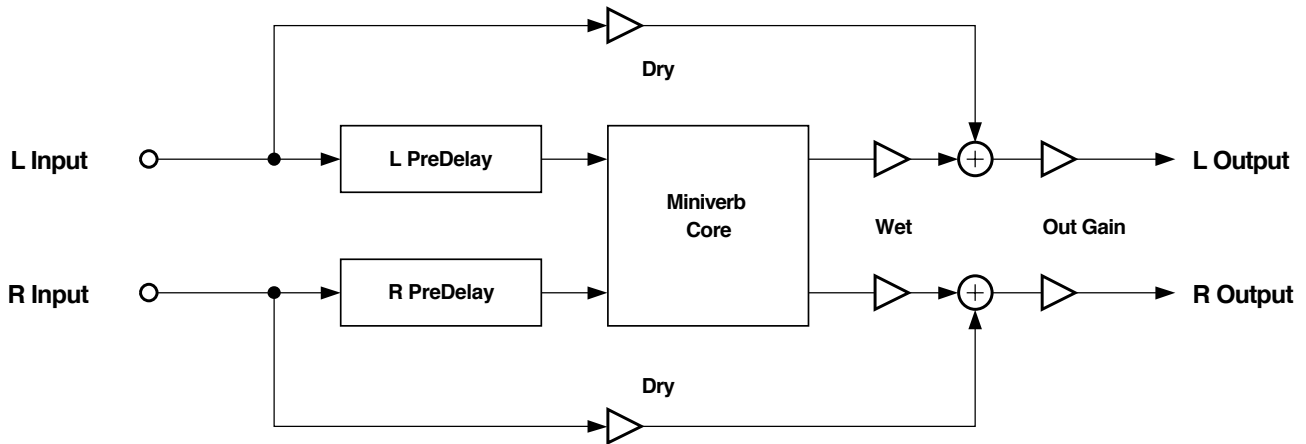 Dry
L Input
L PreDelay
L Output
Miniverb
Core
Wet
Out Gain
R Input
R PreDelay
R Output
Dry